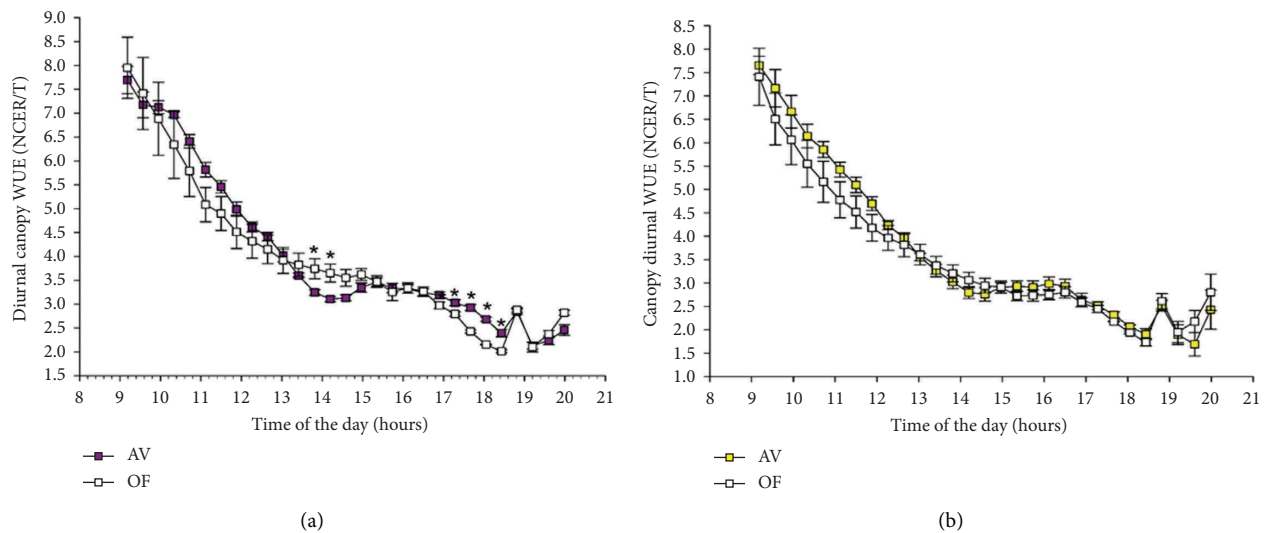 9.0
8.5
8.0
7.5
7.0
6.5
6.0
5.5
5.0
4.5
4.0
3.5
3.0
2.5
2.0
1.5
Diurnal canopy WUE (NCER/T)
* * * * * *
8 9 10 11 12 13 14 15 16 17 18 19 20 21
Time of the day (hours)
AV
OF
(a)
8.5
8.0
7.5
7.0
6.5
6.0
5.5
5.0
4.5
4.0
3.5
3.0
2.5
2.0
1.5
1.0
Canopy diurnal WUE (NCER/T)
8 9 10 11 12 13 14 15 16 17 18 19 20 21
Time of the day (hours)
AV
OF
(b)